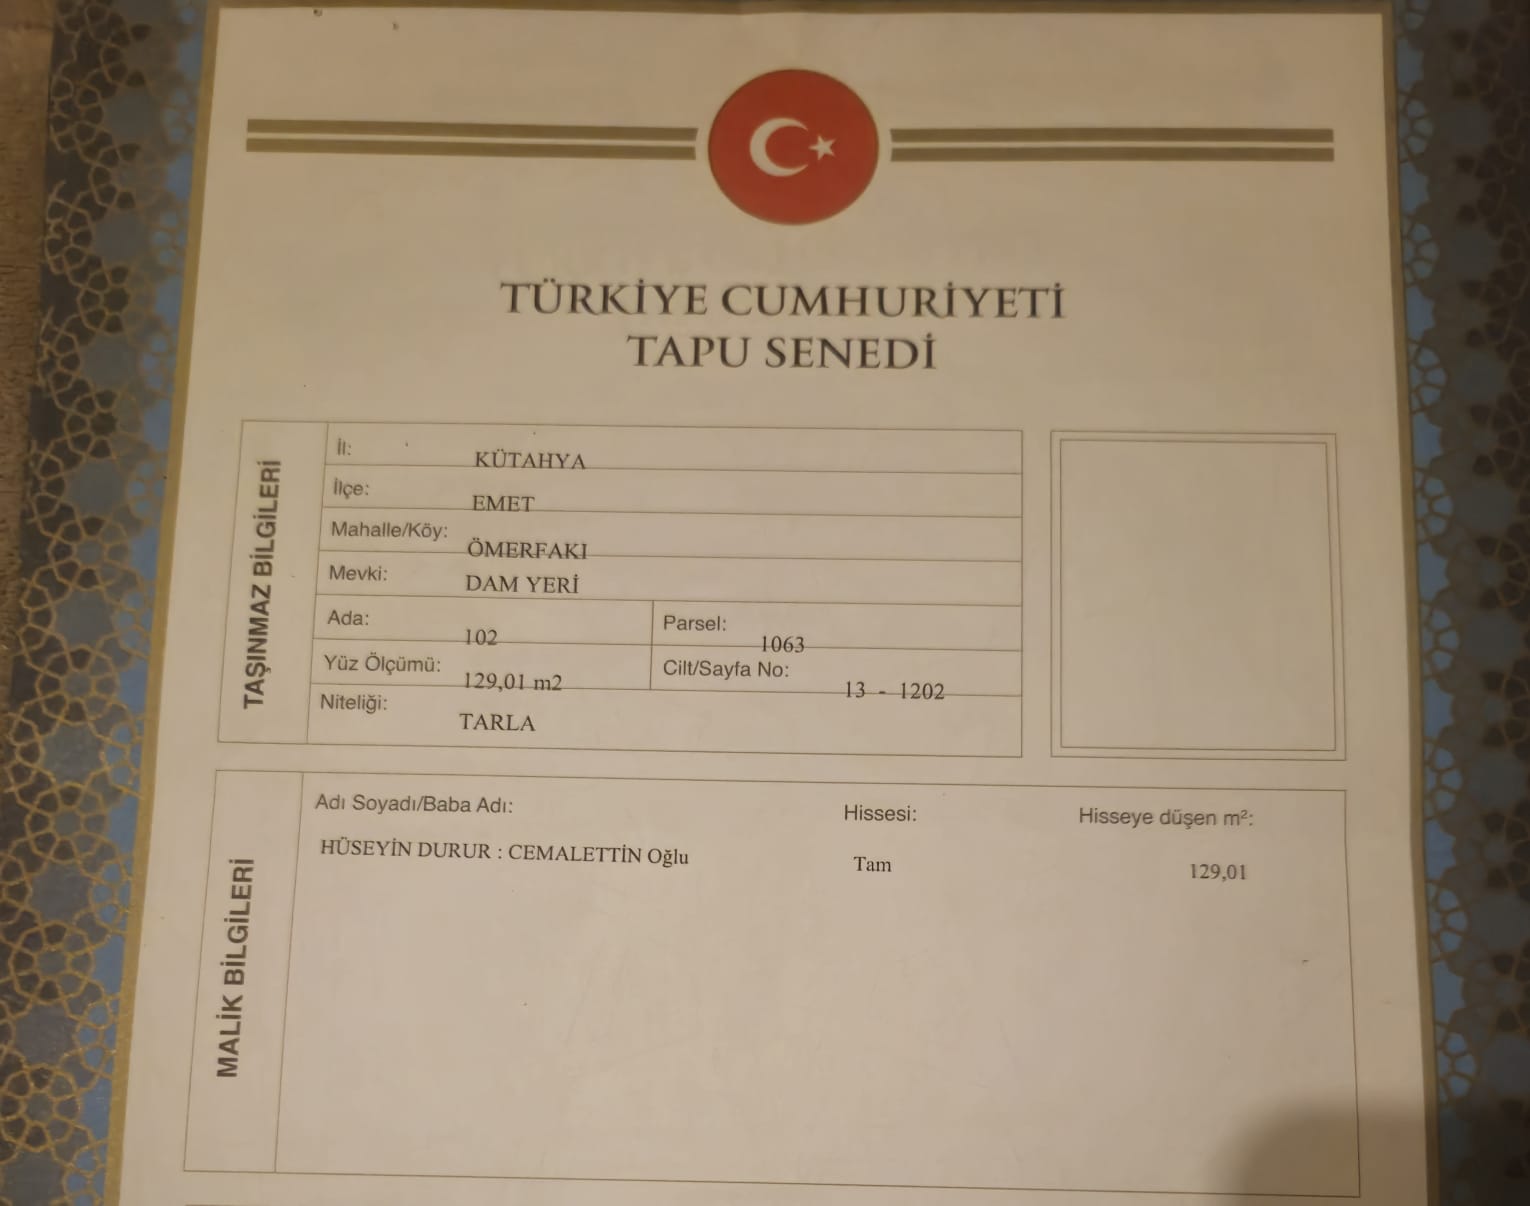 TÜRKİYE CUMHURİYETİ
TAPU SENEDİ
TAŞINMAZ BİLGİLERİ
İl: KÜTAHYA
İlçe: EMET
Mahalle/Köy: ÖMERFAKI
Mevki: DAM YERİ
Ada: 102 Parsel: 1063
Yüz Ölçümü: 129,01 m2 Cilt/Sayfa No: 13 - 1202
Niteliği: TARLA
MALİK BİLGİLERİ
Adı Soyadı/Baba Adı: Hissesi: Hisseye düşen m²:
HÜSEYİN DURUR : CEMALETTİN Oğlu Tam 129,01